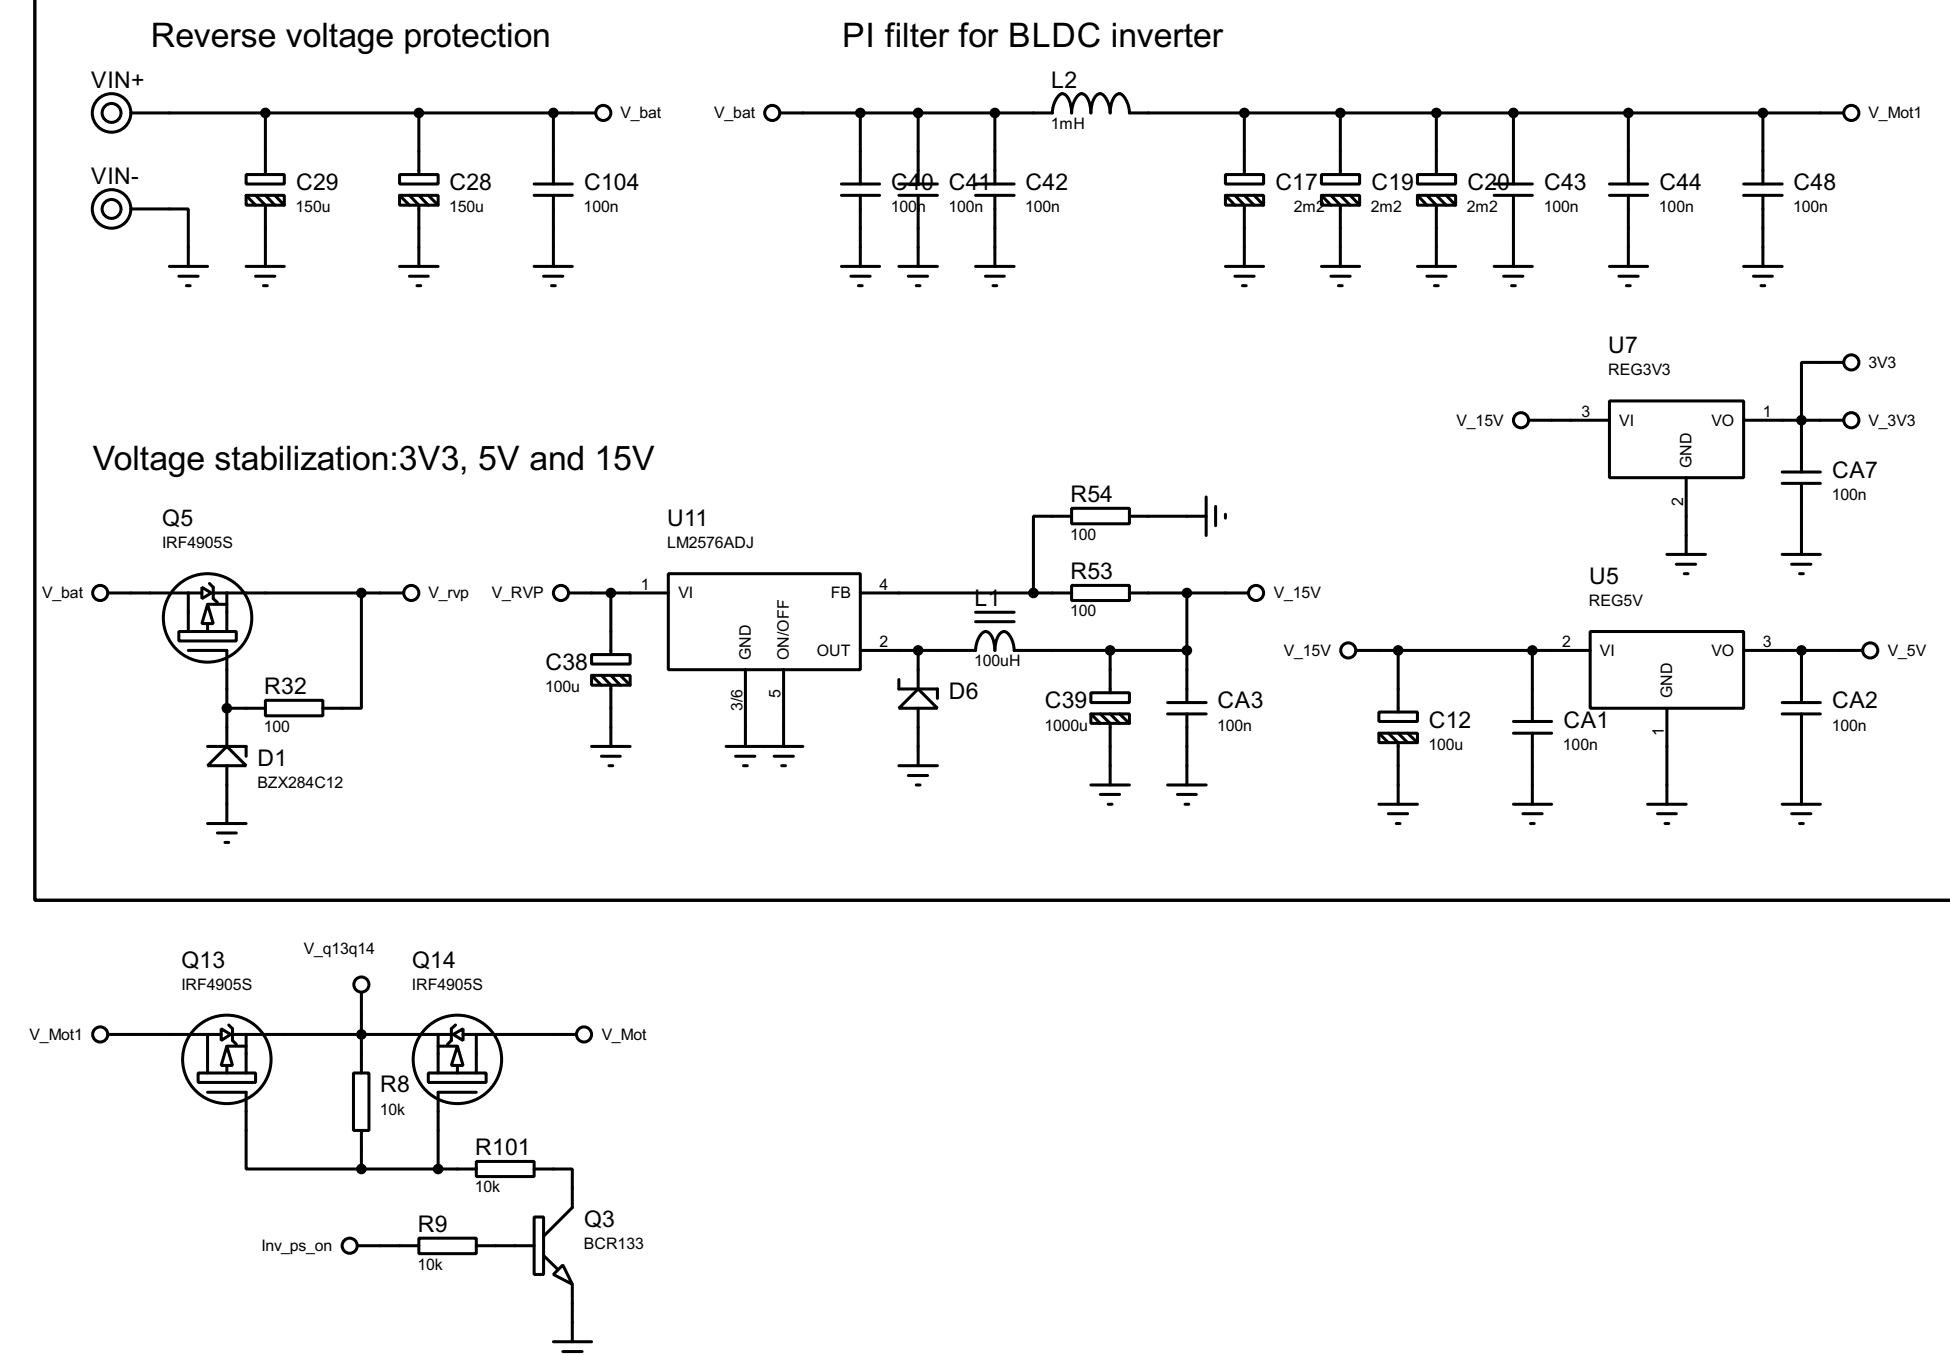 Reverse voltage protection
PI filter for BLDC inverter
VIN+
V_bat
VIN-
C29
150u
C28
150u
C104
100n
V_bat
L2
1mH
V_Mot1
C40
100n
C41
100n
C42
100n
C17
2m2
C19
2m2
C20
2m2
C43
100n
C44
100n
C48
100n
U7
REG3V3
3V3
V_15V
3
VI
VO
GND
1
V_3V3
2
CA7
100n
Voltage stabilization:3V3, 5V and 15V
Q5
IRF4905S
V_bat
V_rvp
R32
100
D1
BZX284C12
U11
LM2576ADJ
V_RVP
1
VI
FB
4
GND
ON/OFF
OUT
2
3/6
5
C38
100u
R54
100
R53
100
L1
100uH
V_15V
D6
C39
1000u
CA3
100n
U5
REG5V
V_15V
2
VI
VO
GND
3
V_5V
1
C12
100u
CA1
100n
CA2
100n
V_q13q14
Q13
IRF4905S
Q14
IRF4905S
V_Mot1
V_Mot
R8
10k
R101
10k
Inv_ps_on
R9
10k
Q3
BCR133